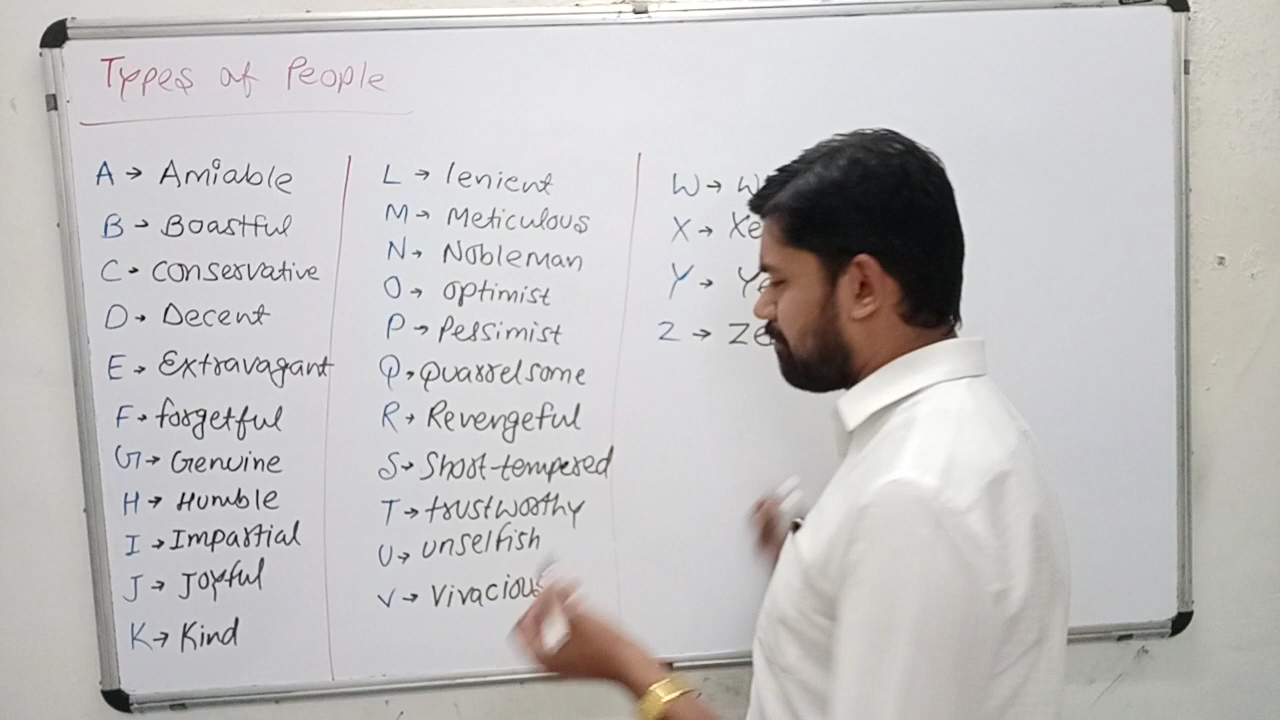 Types of People
A → Amiable
B → Boastful
C → conservative
D → Decent
E → Extravagant
F → forgetful
G → Genuine
H → Humble
I → Impartial
J → Joyful
K → Kind
L → lenient
M → Meticulous
N → Nobleman
O → optimist
P → Pessimist
Q → Quarrelsome
R → Revengeful
S → Short-tempered
T → trustworthy
U → unselfish
V → Vivacious
W →
X →
Y →
Z →